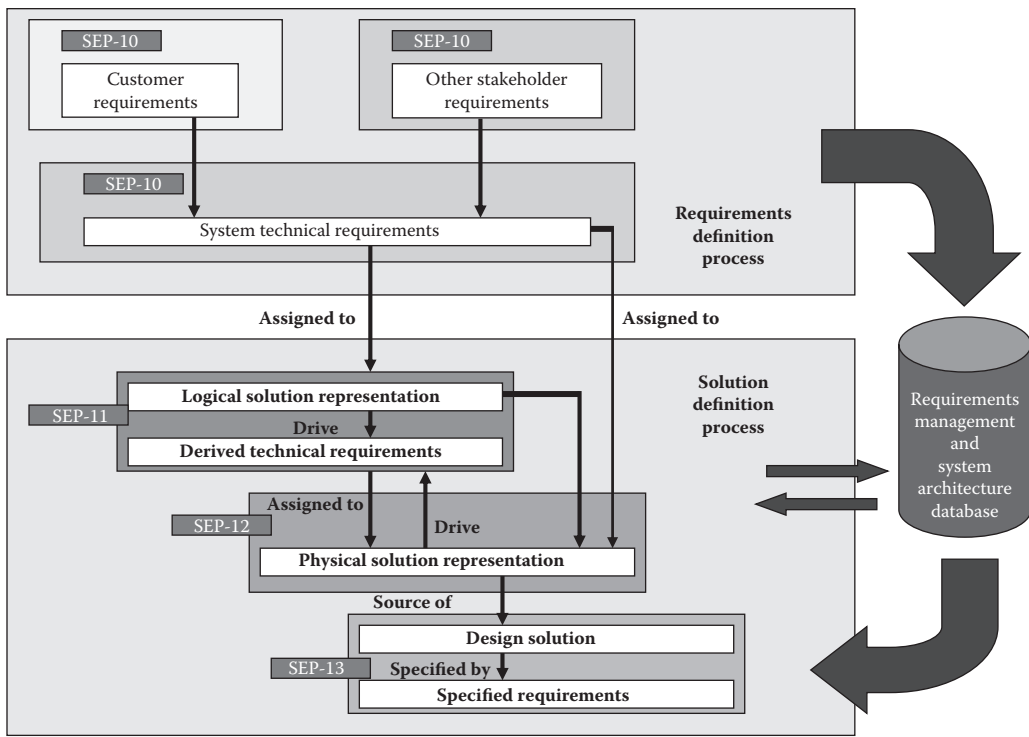 SEP-10
Customer
requirements
SEP-10
Other stakeholder
requirements
SEP-10
System technical requirements
Requirements
definition
process
Assigned to
Assigned to
Logical solution representation
SEP-11
Drive
Derived technical requirements
Solution
definition
process
Requirements
management
and
system
architecture
database
Assigned to
SEP-12
Drive
Physical solution representation
Source of
Design solution
SEP-13
Specified by
Specified requirements